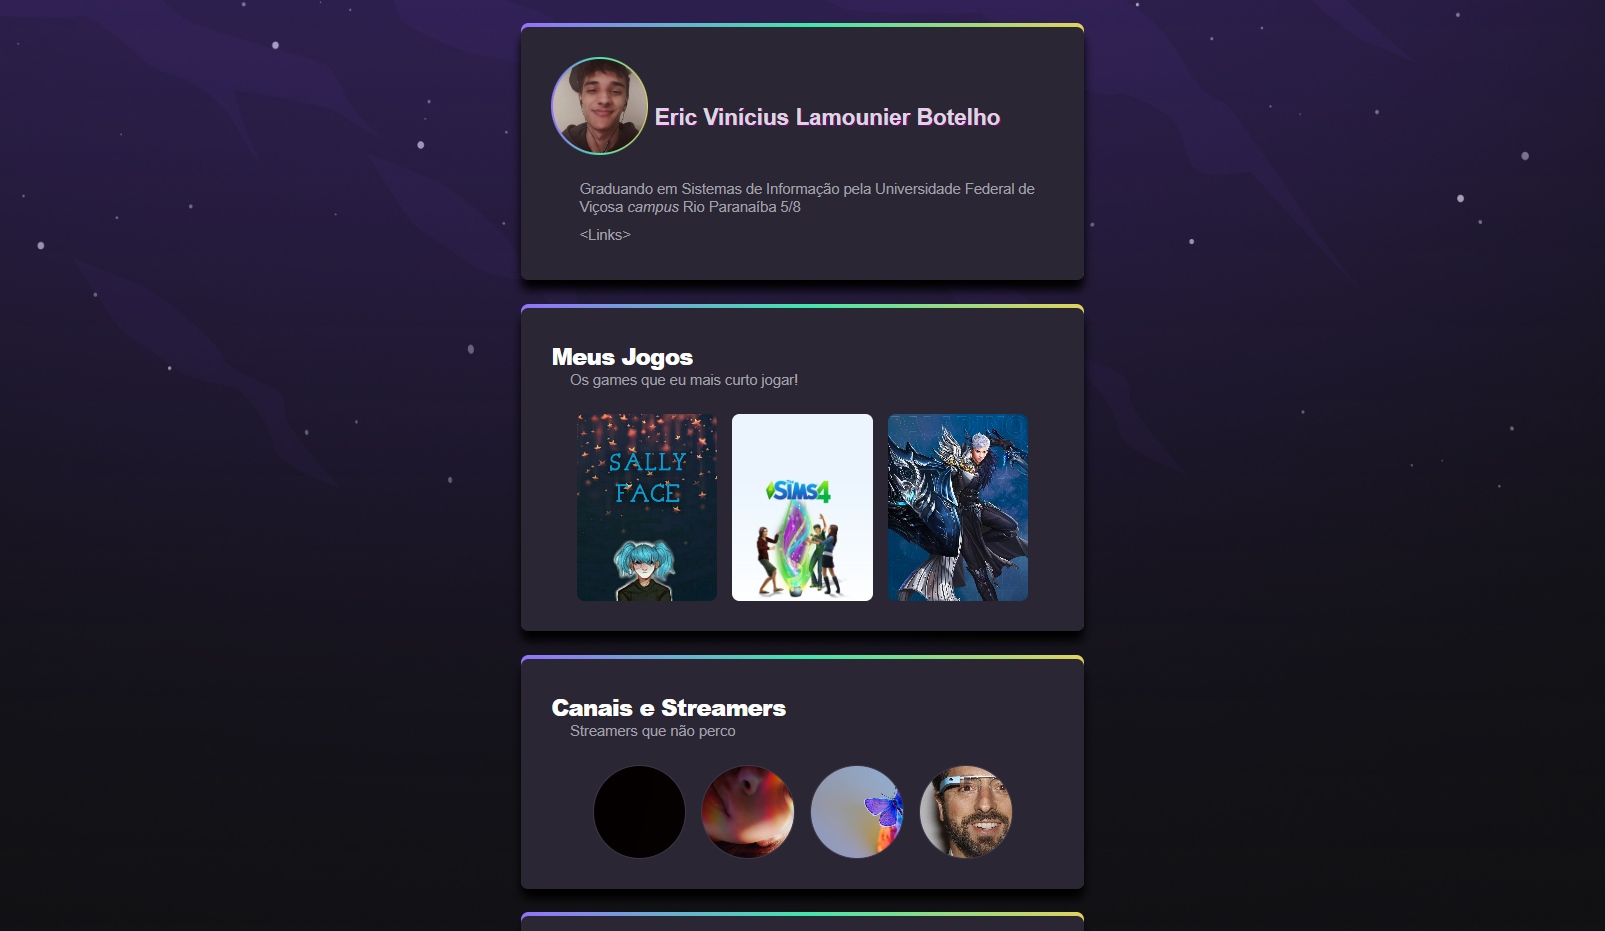 Eric Vinícius Lamounier Botelho
Graduando em Sistemas de Informação pela Universidade Federal de
Viçosa campus Rio Paranaíba 5/8
<Links>
Meus Jogos
Os games que eu mais curto jogar!
SALLY
FACE
THE SIMS 4
Canais e Streamers
Streamers que não perco